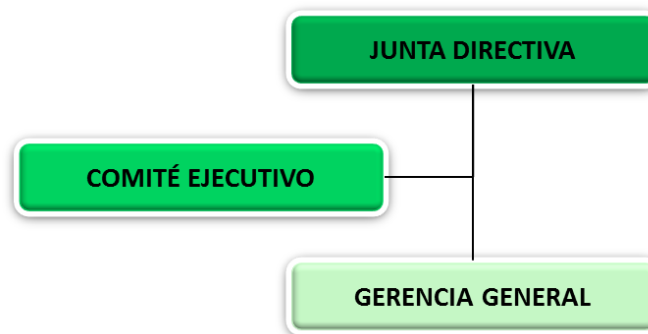 JUNTA DIRECTIVA
COMITÉ EJECUTIVO
GERENCIA GENERAL